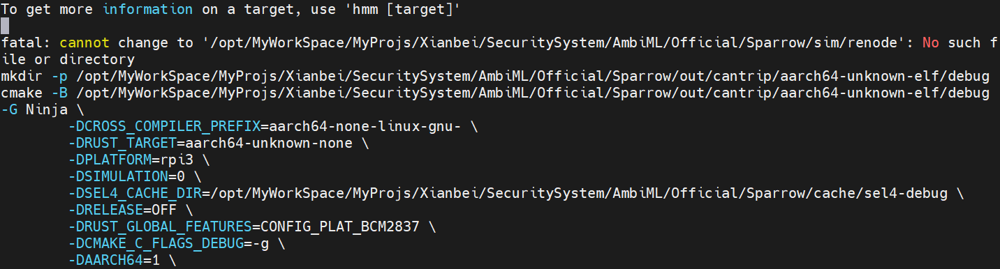 To get more information on a target, use 'hmm [target]'
fatal: cannot change to '/opt/MyWorkSpace/MyProjs/Xianbei/SecuritySystem/AmbiML/Official/Sparrow/sim/renode': No such f
ile or directory
mkdir -p /opt/MyWorkSpace/MyProjs/Xianbei/SecuritySystem/AmbiML/Official/Sparrow/out/cantrip/aarch64-unknown-elf/debug
cmake -B /opt/MyWorkSpace/MyProjs/Xianbei/SecuritySystem/AmbiML/Official/Sparrow/out/cantrip/aarch64-unknown-elf/debug
-G Ninja \
-DCROSS_COMPILER_PREFIX=aarch64-none-linux-gnu- \
-DRUST_TARGET=aarch64-unknown-none \
-DPLATFORM=rpi3 \
-DSIMULATION=0 \
-DSEL4_CACHE_DIR=/opt/MyWorkSpace/MyProjs/Xianbei/SecuritySystem/AmbiML/Official/Sparrow/cache/sel4-debug \
-DRELEASE=OFF \
-DRUST_GLOBAL_FEATURES=CONFIG_PLAT_BCM2837 \
-DCMAKE_C_FLAGS_DEBUG=-g \
-DAARCH64=1 \